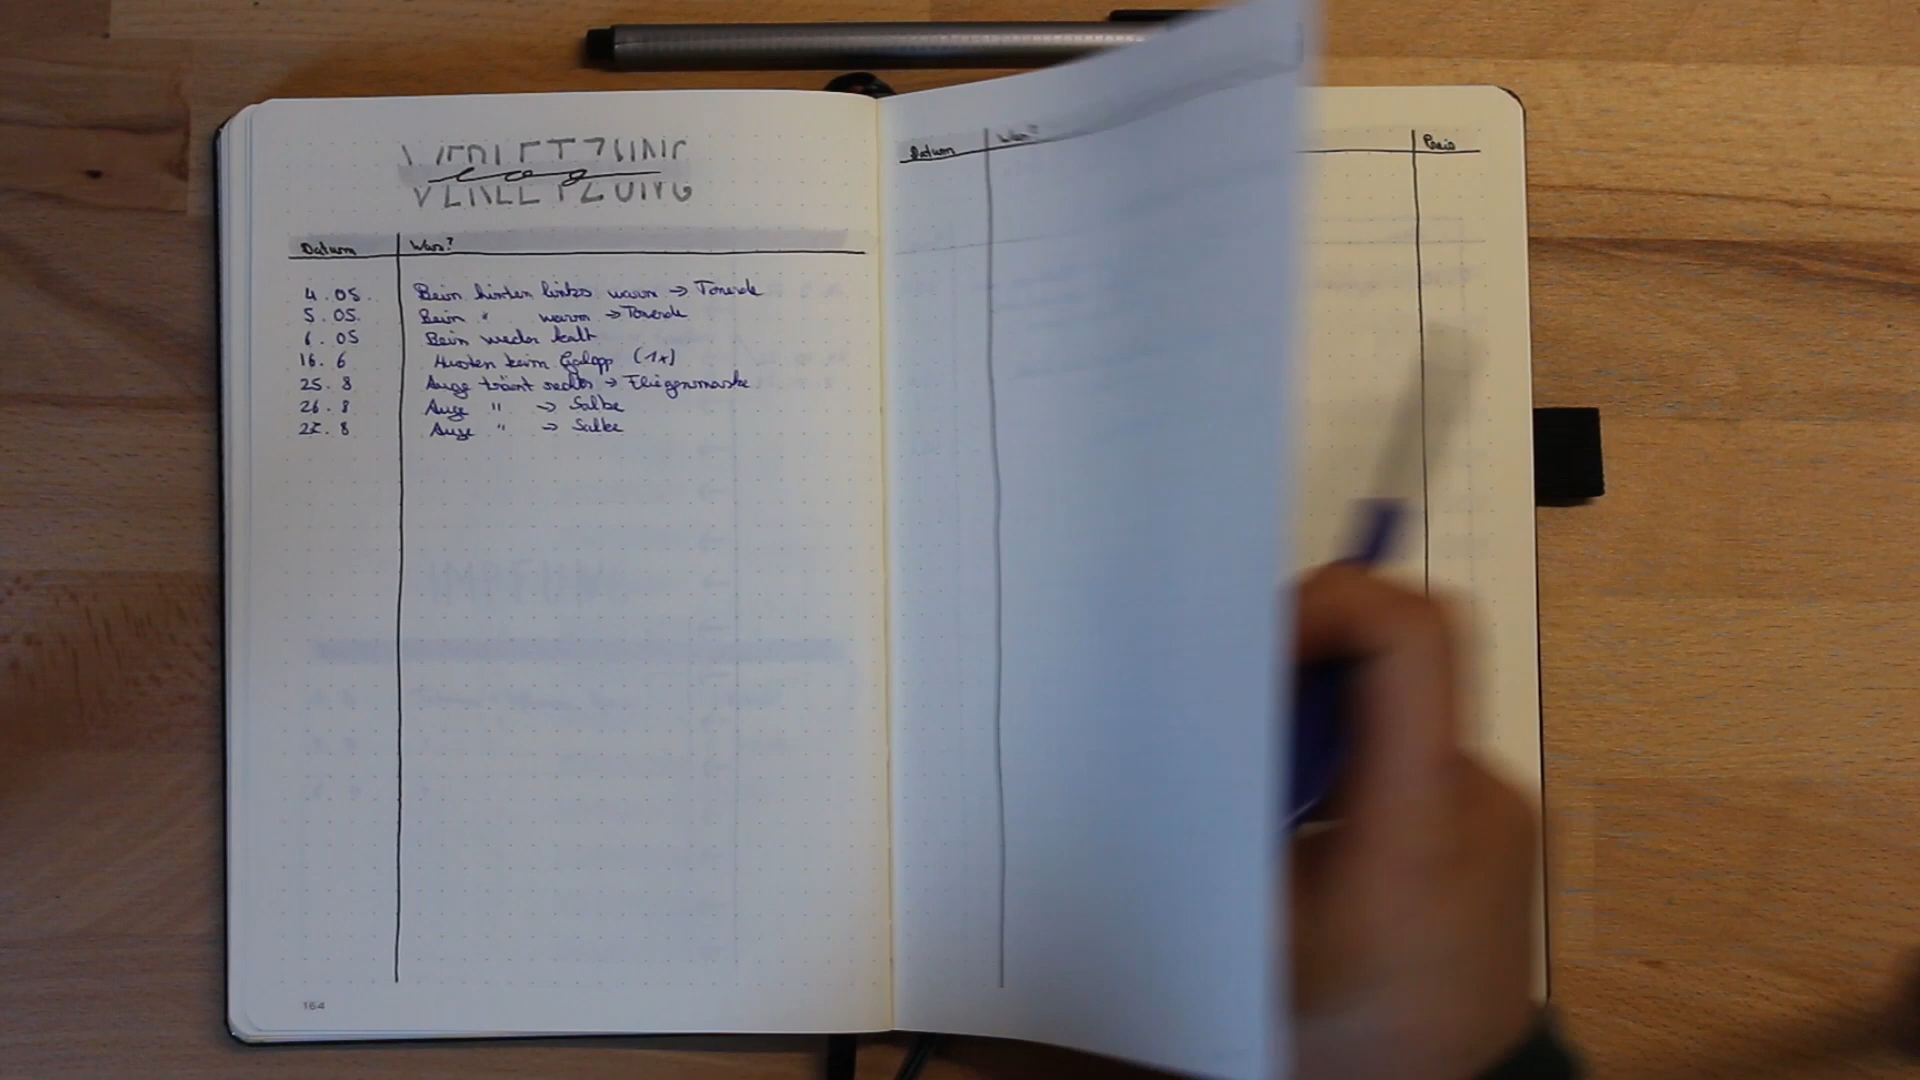 VERLETZUNG
log
Datum Was?
4.05. Bein hinten links warm → Tonerde
5.05. Bein " warm → Tonerde
6.05 Bein wieder kalt
16.6 Husten beim Galopp (1x)
25.8 Auge tränt rechts → Fliegenmaske
26.8 Auge " → Salbe
27.8 Auge " → Salbe
164
Datum Was?
Preis